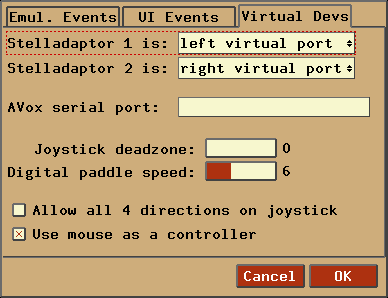 Emul. Events UI Events Virtual Devs
Stelladaptor 1 is: left virtual port
Stelladaptor 2 is: right virtual port
AVox serial port:
Joystick deadzone: 0
Digital paddle speed: 6
Allow all 4 directions on joystick
Use mouse as a controller
Cancel OK